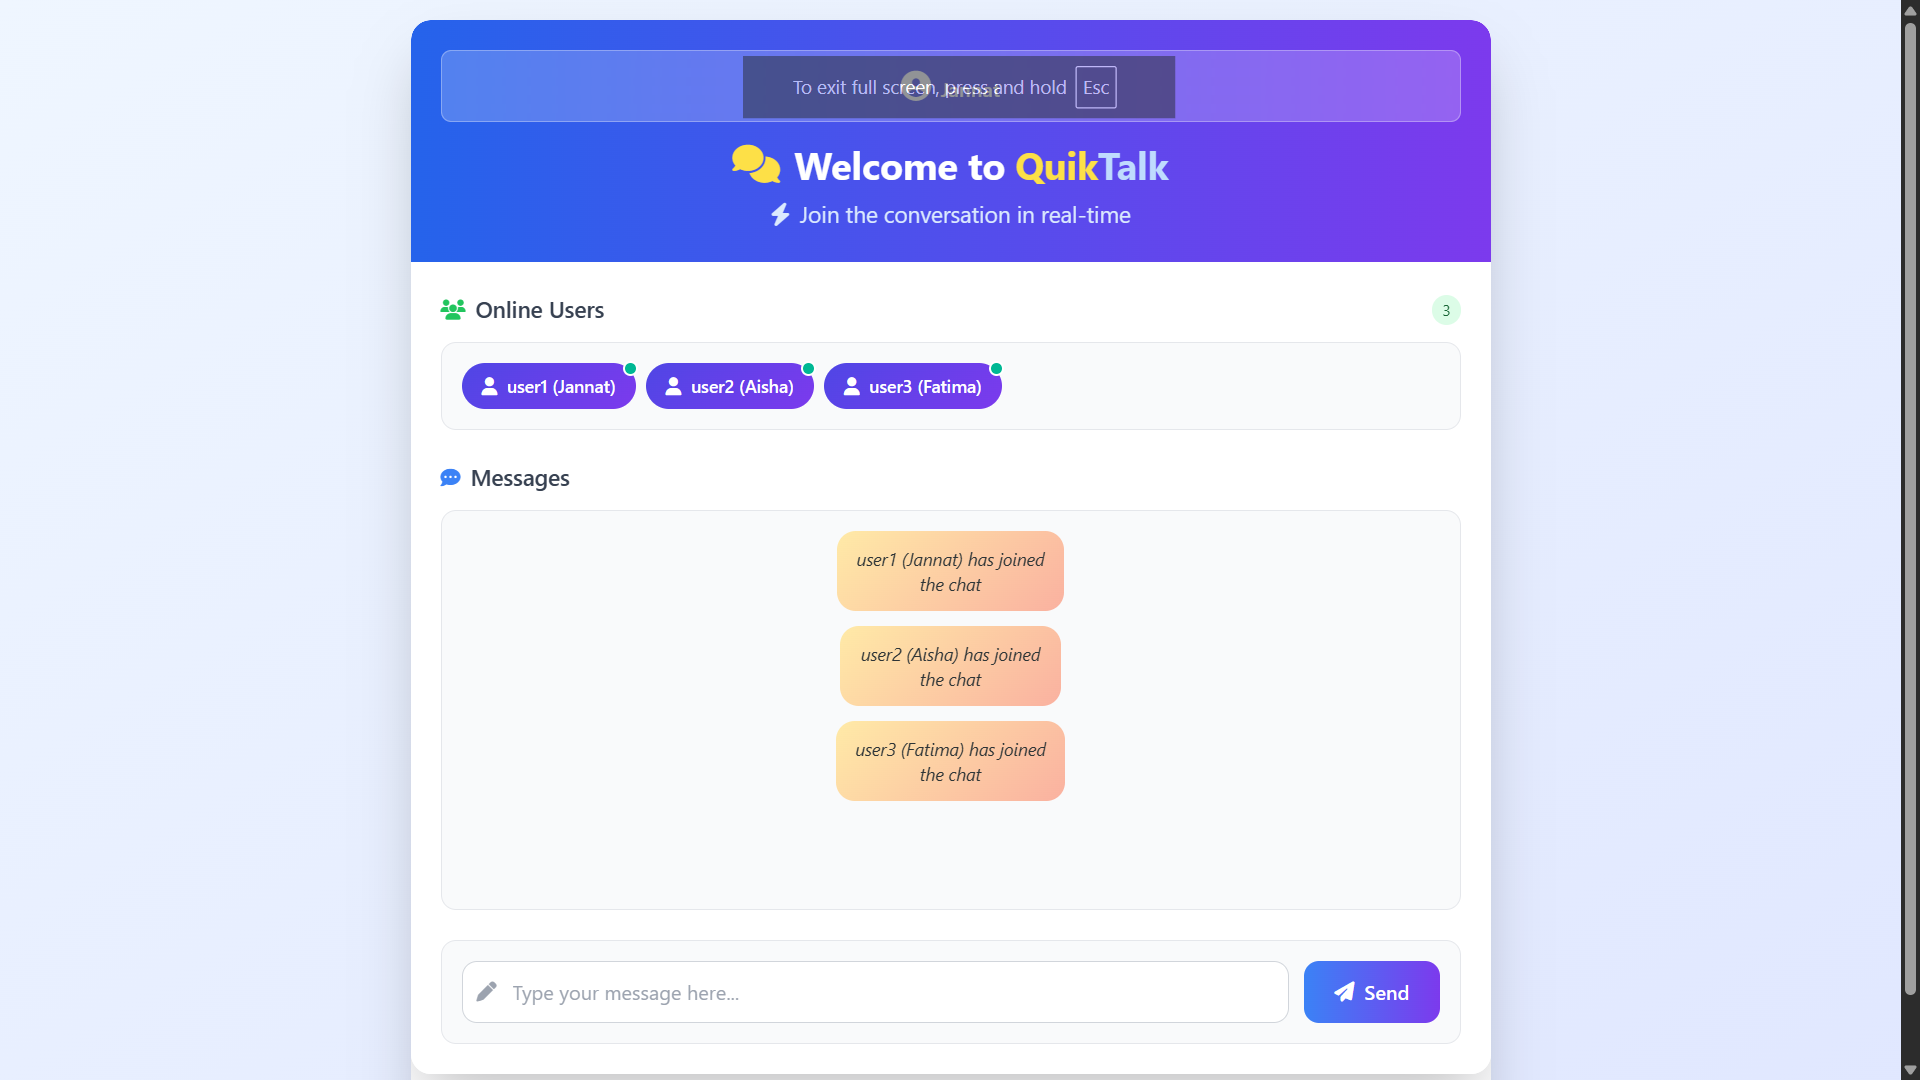 To exit full screen, press and hold Esc
Jannat
Welcome to QuikTalk
Join the conversation in real-time
Online Users
3
user1 (Jannat)
user2 (Aisha)
user3 (Fatima)
Messages
user1 (Jannat) has joined
the chat
user2 (Aisha) has joined
the chat
user3 (Fatima) has joined
the chat
Type your message here...
Send